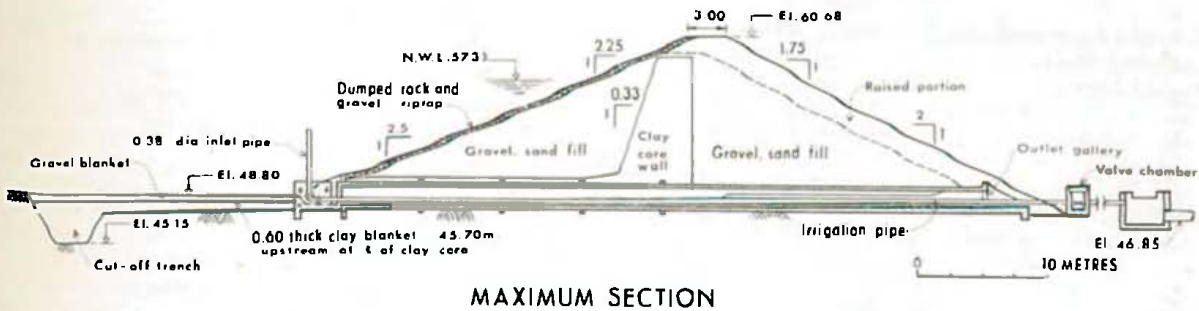 3.00
El. 60 68
2.25
1
1.75
1
N.W.L. 573
Dumped rock and
gravel riprap
0.33
1
Raised portion
2.5
1
2
1
0.38 dia inlet pipe
Clay
core
wall
Gravel, sand fill
Gravel, sand fill
Outlet gallery
Gravel blanket
Valve chamber
El. 48.80
El. 45 15
0.60 thick clay blanket 45.70m
upstream of ℄ of clay core
Irrigation pipe
El 46.85
Cut-off trench
0
10 METRES
MAXIMUM SECTION